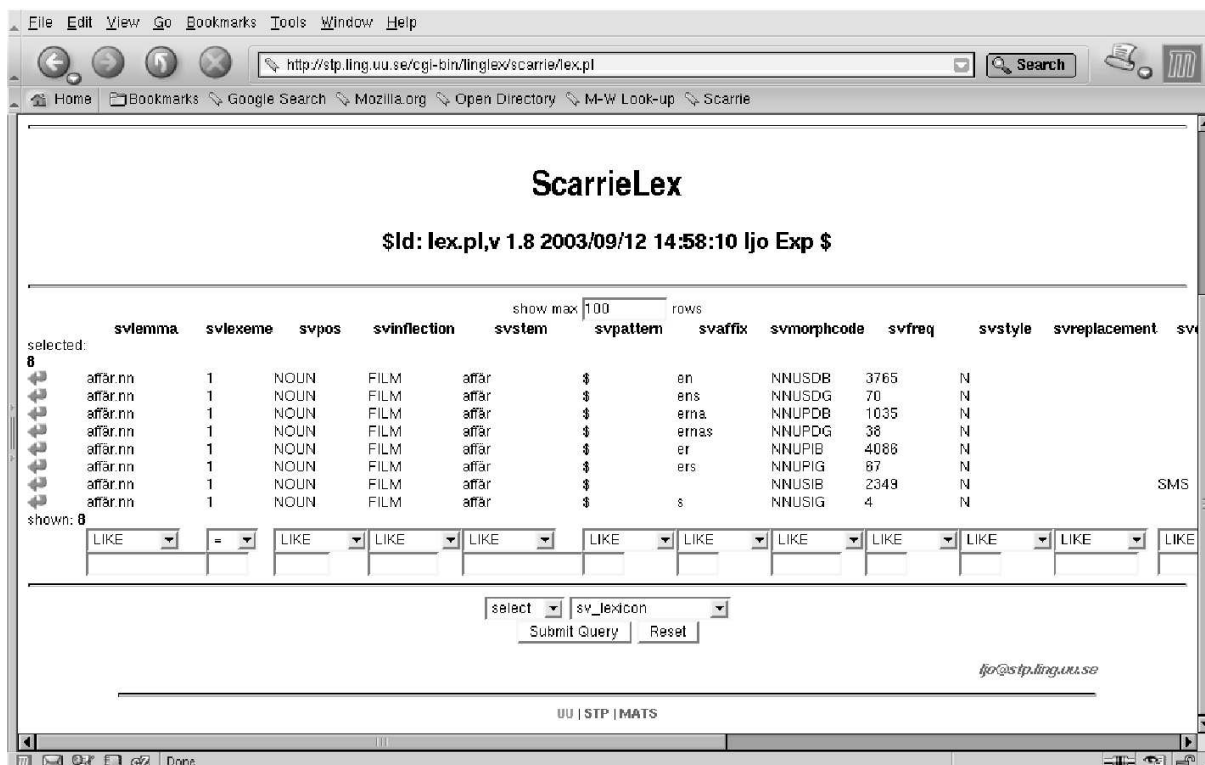 File Edit View Go Bookmarks Tools Window Help
http://stp.ling.uu.se/cgi-bin/linglex/scarrie/lex.pl Search
Home Bookmarks Google Search Mozilla.org Open Directory M-W Look-up Scarrie
ScarrieLex
$Id: lex.pl,v 1.8 2003/09/12 14:58:10 ljo Exp $
show max 100 rows
svlemma svlexeme svpos svinflection svstem svpattern svaffix svmorphcode svfreq svstyle svreplacement
selected:
8
affär.nn 1 NOUN FILM affär $ en NNUSDB 3765 N
affär.nn 1 NOUN FILM affär $ ens NNUSDG 70 N
affär.nn 1 NOUN FILM affär $ erna NNUPDB 1035 N
affär.nn 1 NOUN FILM affär $ ernas NNUPDG 38 N
affär.nn 1 NOUN FILM affär $ er NNUPIB 4086 N
affär.nn 1 NOUN FILM affär $ ers NNUPIG 67 N
affär.nn 1 NOUN FILM affär $ NNUSIB 2349 N SMS
affär.nn 1 NOUN FILM affär $ s NNUSIG 4 N
shown: 8
LIKE = LIKE LIKE LIKE LIKE LIKE LIKE LIKE LIKE LIKE LIKE
select sv_lexicon
Submit Query Reset
ljo@stp.ling.uu.se
UU | STP | MATS
Done